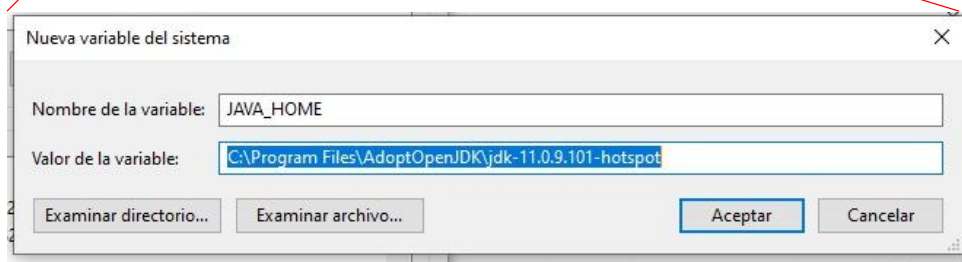 Nueva variable del sistema
Nombre de la variable: JAVA_HOME
Valor de la variable: C:\Program Files\AdoptOpenJDK\jdk-11.0.9.101-hotspot
Examinar directorio... Examinar archivo... Aceptar Cancelar